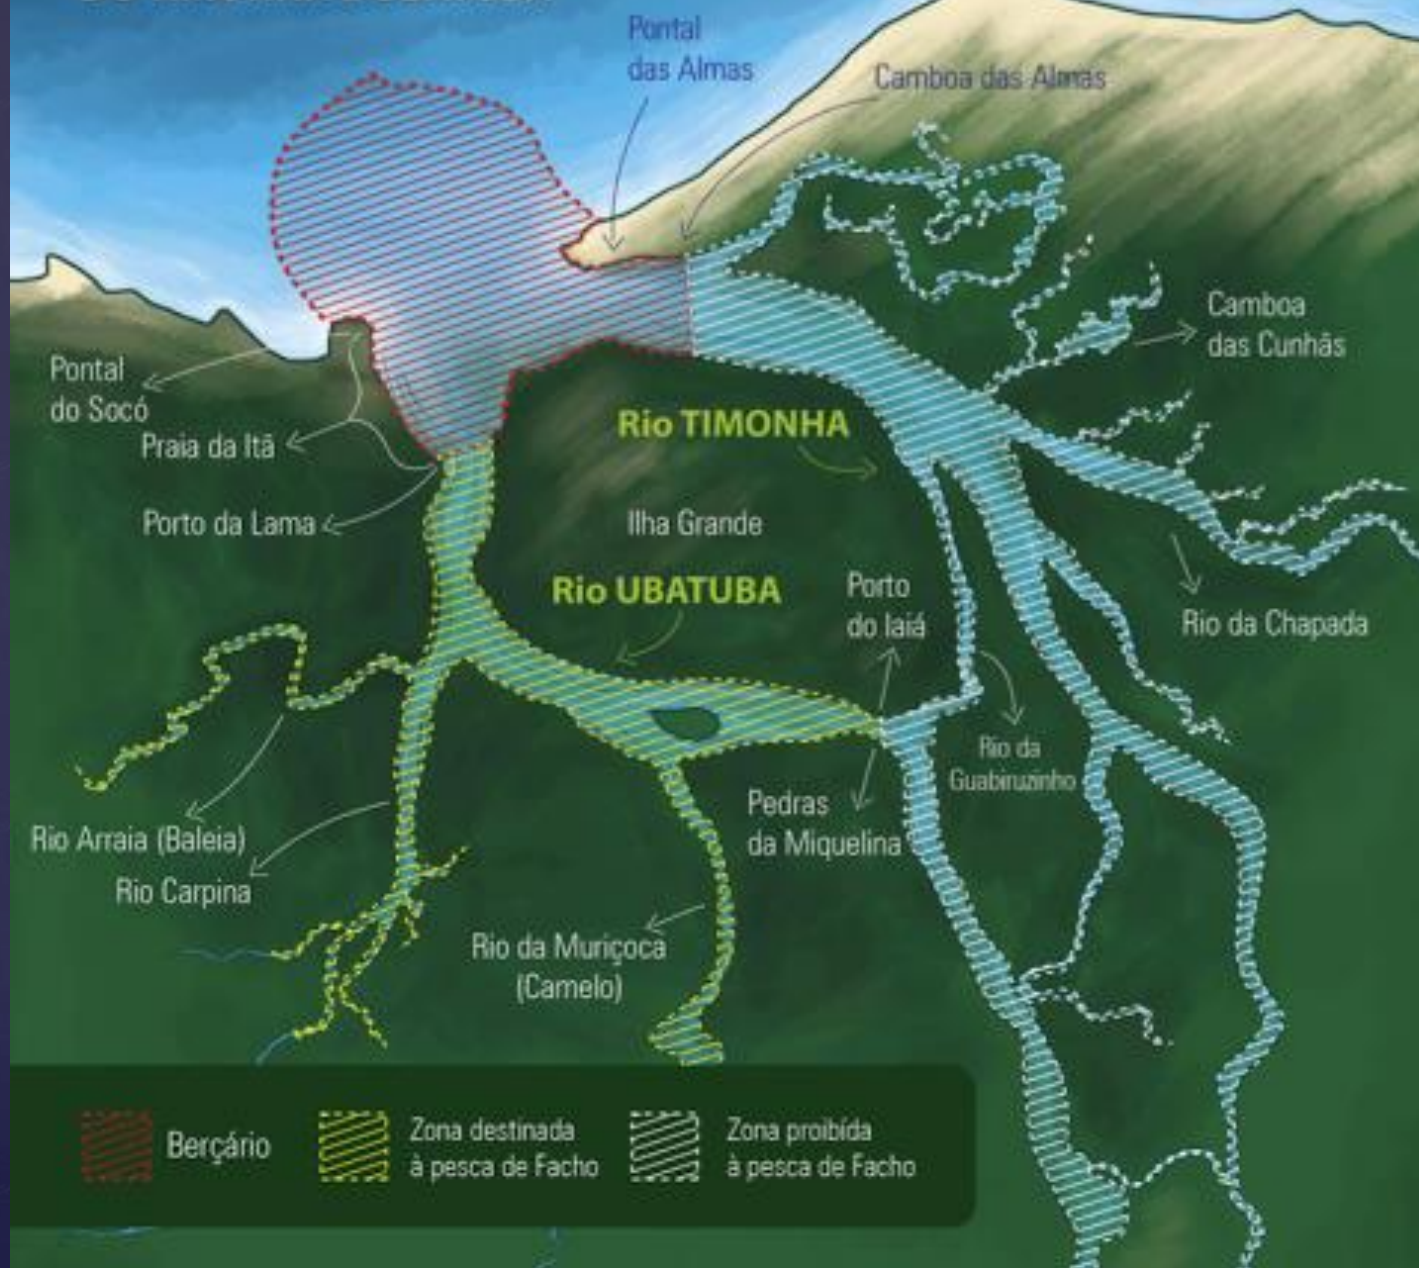 Pontal
das Almas
Camboa das Almas
Camboa
das Cunhãs
Pontal
do Socó
Praia da Itã
Rio TIMONHA
Porto da Lama
Ilha Grande
Rio UBATUBA
Porto
do Iaiá
Rio da Chapada
Rio da
Guabiruzinho
Pedras
da Miquelina
Rio Arraia (Baleia)
Rio Carpina
Rio da Muriçoca
(Camelo)
Berçário
Zona destinada
à pesca de Facho
Zona proibída
à pesca de Facho